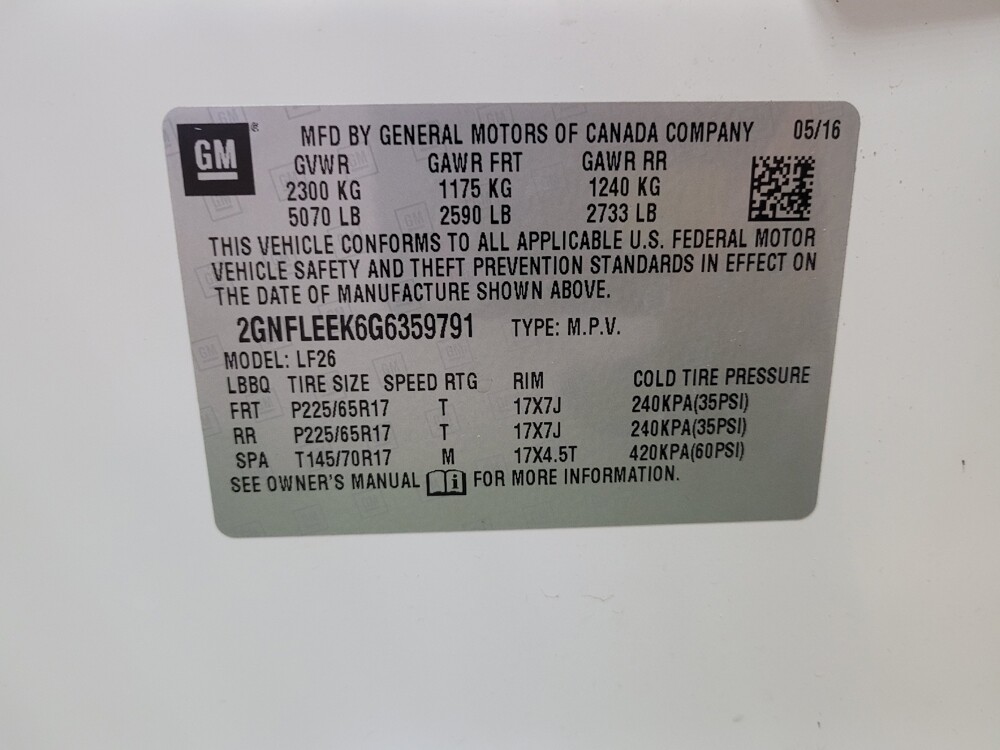 GM ®
MFD BY GENERAL MOTORS OF CANADA COMPANY 05/16
GVWR GAWR FRT GAWR RR
2300 KG 1175 KG 1240 KG
5070 LB 2590 LB 2733 LB
THIS VEHICLE CONFORMS TO ALL APPLICABLE U.S. FEDERAL MOTOR
VEHICLE SAFETY AND THEFT PREVENTION STANDARDS IN EFFECT ON
THE DATE OF MANUFACTURE SHOWN ABOVE.
2GNFLEEK6G6359791 TYPE: M.P.V.
MODEL: LF26
LBBQ TIRE SIZE SPEED RTG RIM COLD TIRE PRESSURE
FRT P225/65R17 T 17X7J 240KPA(35PSI)
RR P225/65R17 T 17X7J 240KPA(35PSI)
SPA T145/70R17 M 17X4.5T 420KPA(60PSI)
SEE OWNER'S MANUAL i FOR MORE INFORMATION.